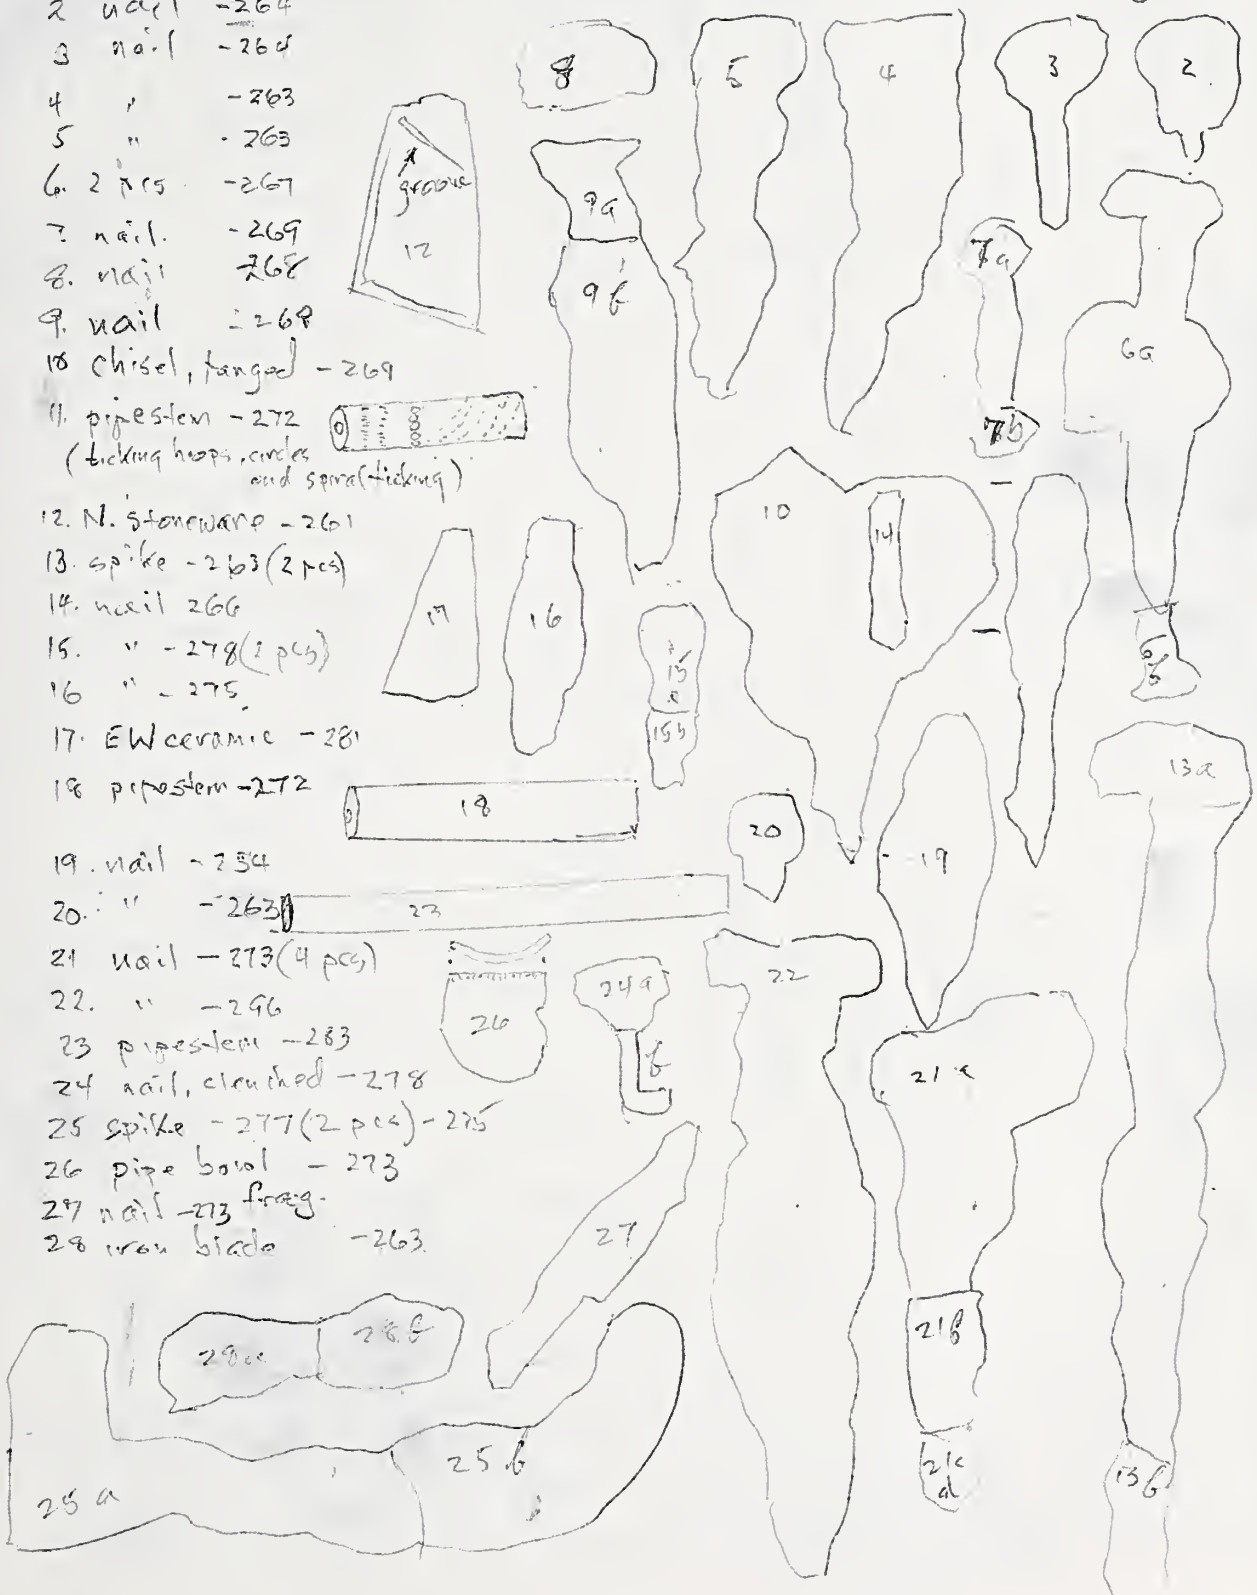 2 nail -264
3 nail -264
4 " -263
5 " -263
6. 2 pcs -267
7. nail. -269
8. nail -268
9. nail -269
10 chisel, tanged -269
11. pipestem -272
(ticking hoops, circles
and spiral ticking)
12. N. stoneware -261
13. spike -263 (2 pcs)
14. nail 266
15. " -278 (2 pcs)
16 " -275
17. EW ceramic -281
18 pipestem -272
19. nail -254
20. " -263
21 nail -273 (4 pcs)
22. " -296
23 pipestem -283
24 nail, clenched -278
25 spike -277 (2 pcs) -275
26 pipe bowl -273
27 nail -273 frag.
28 iron blade -263
8
5
4
3
2
groove
12
9a
9b
7a
7b
6a
6b
10
14
17
16
15
a
15b
13a
18
20
19
23
22
26
24a
b
21a
27
21b
21c
d
28a
28b
25a
25b
13b